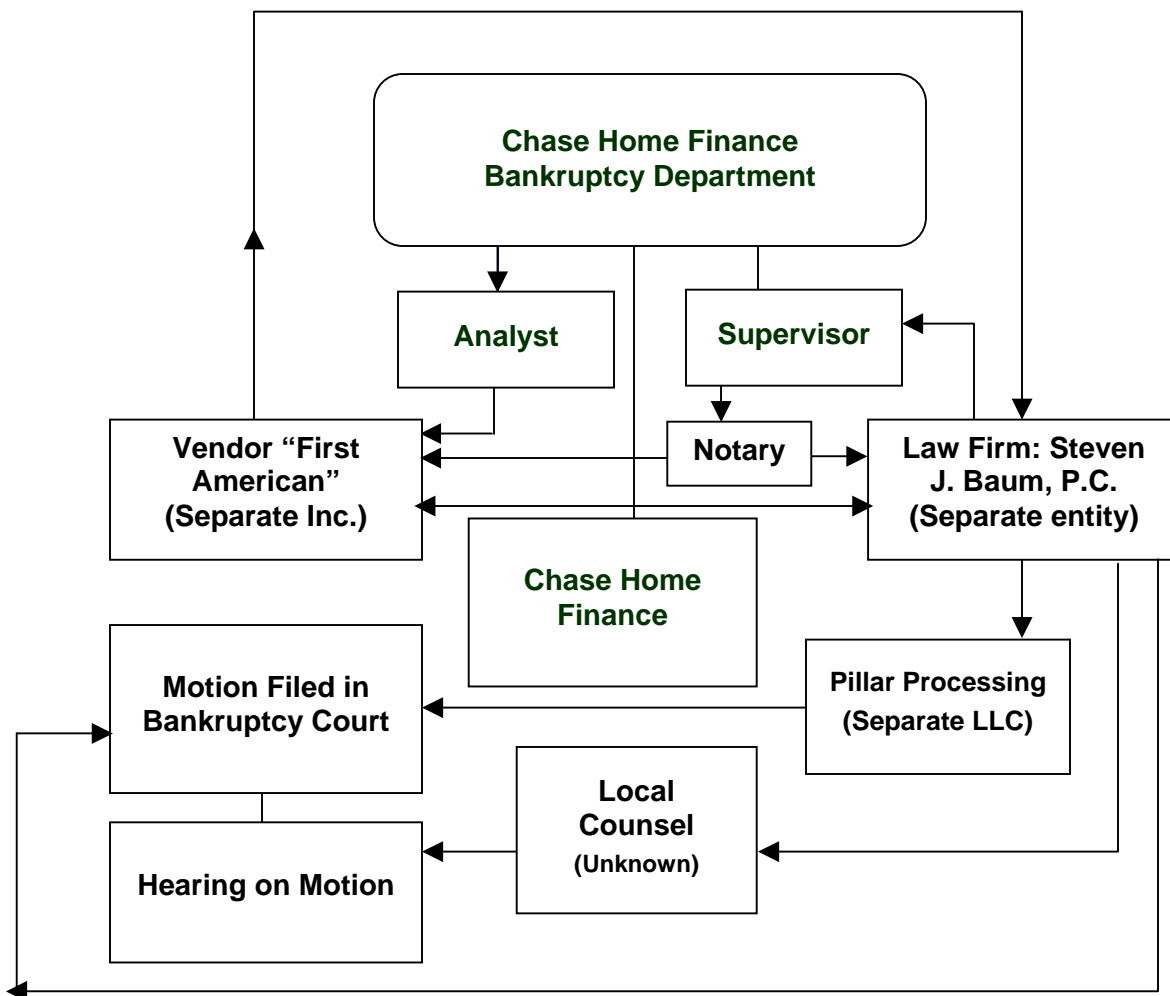 Chase Home Finance
Bankruptcy Department
Analyst
Supervisor
Vendor “First
American”
(Separate Inc.)
Notary
Law Firm: Steven
J. Baum, P.C.
(Separate entity)
Chase Home
Finance
Motion Filed in
Bankruptcy Court
Pillar Processing
(Separate LLC)
Local
Counsel
(Unknown)
Hearing on Motion